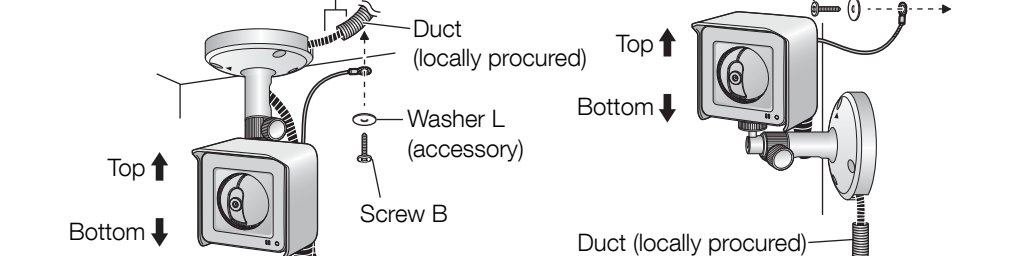 Duct
(locally procured)
Washer L
(accessory)
Top
Screw B
Bottom
Top
Bottom
Duct (locally procured)